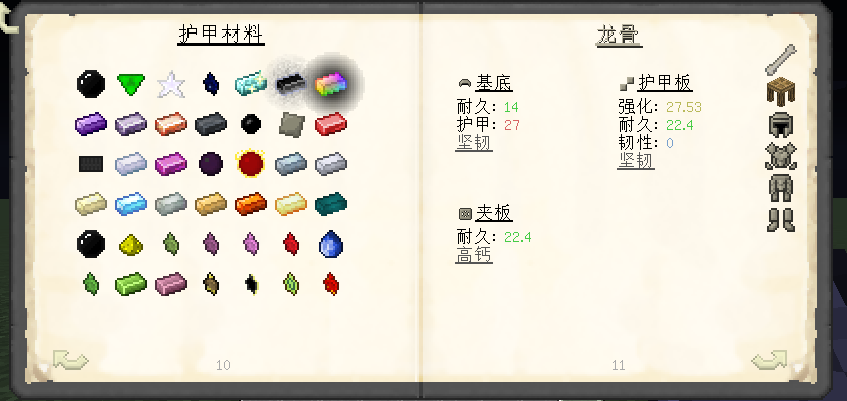 护甲材料
10
龙骨
基底
耐久: 14
护甲: 27
坚韧
护甲板
强化: 27.53
耐久: 22.4
韧性: 0
坚韧
夹板
耐久: 22.4
高钙
11